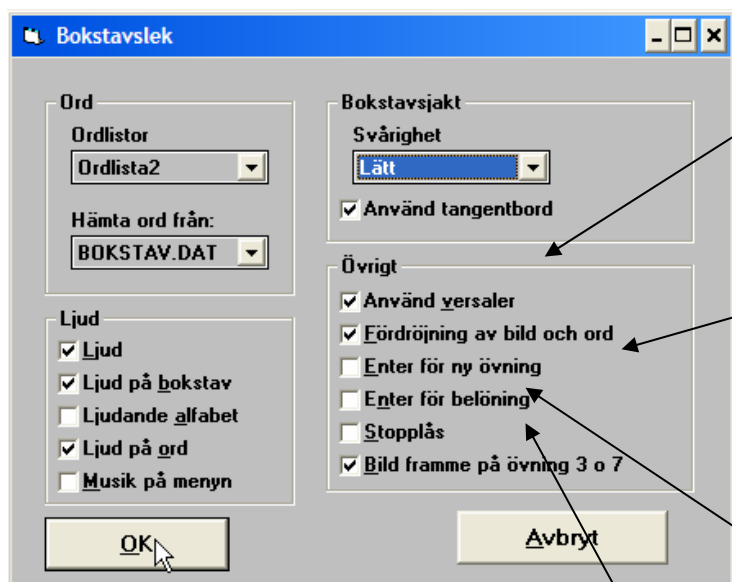 Bokstavslek
Ord
Ordlistor
Ordlista2
Hämta ord från:
BOKSTAV.DAT
Ljud
Ljud
Ljud på bokstav
Ljudande alfabet
Ljud på ord
Musik på menyn
OK
Bokstavsjakt
Svårighet
Lätt
Använd tangentbord
Övrigt
Använd versaler
Fördröjning av bild och ord
Enter för ny övning
Enter för belöning
Stopplås
Bild framme på övning 3 o 7
Avbryt